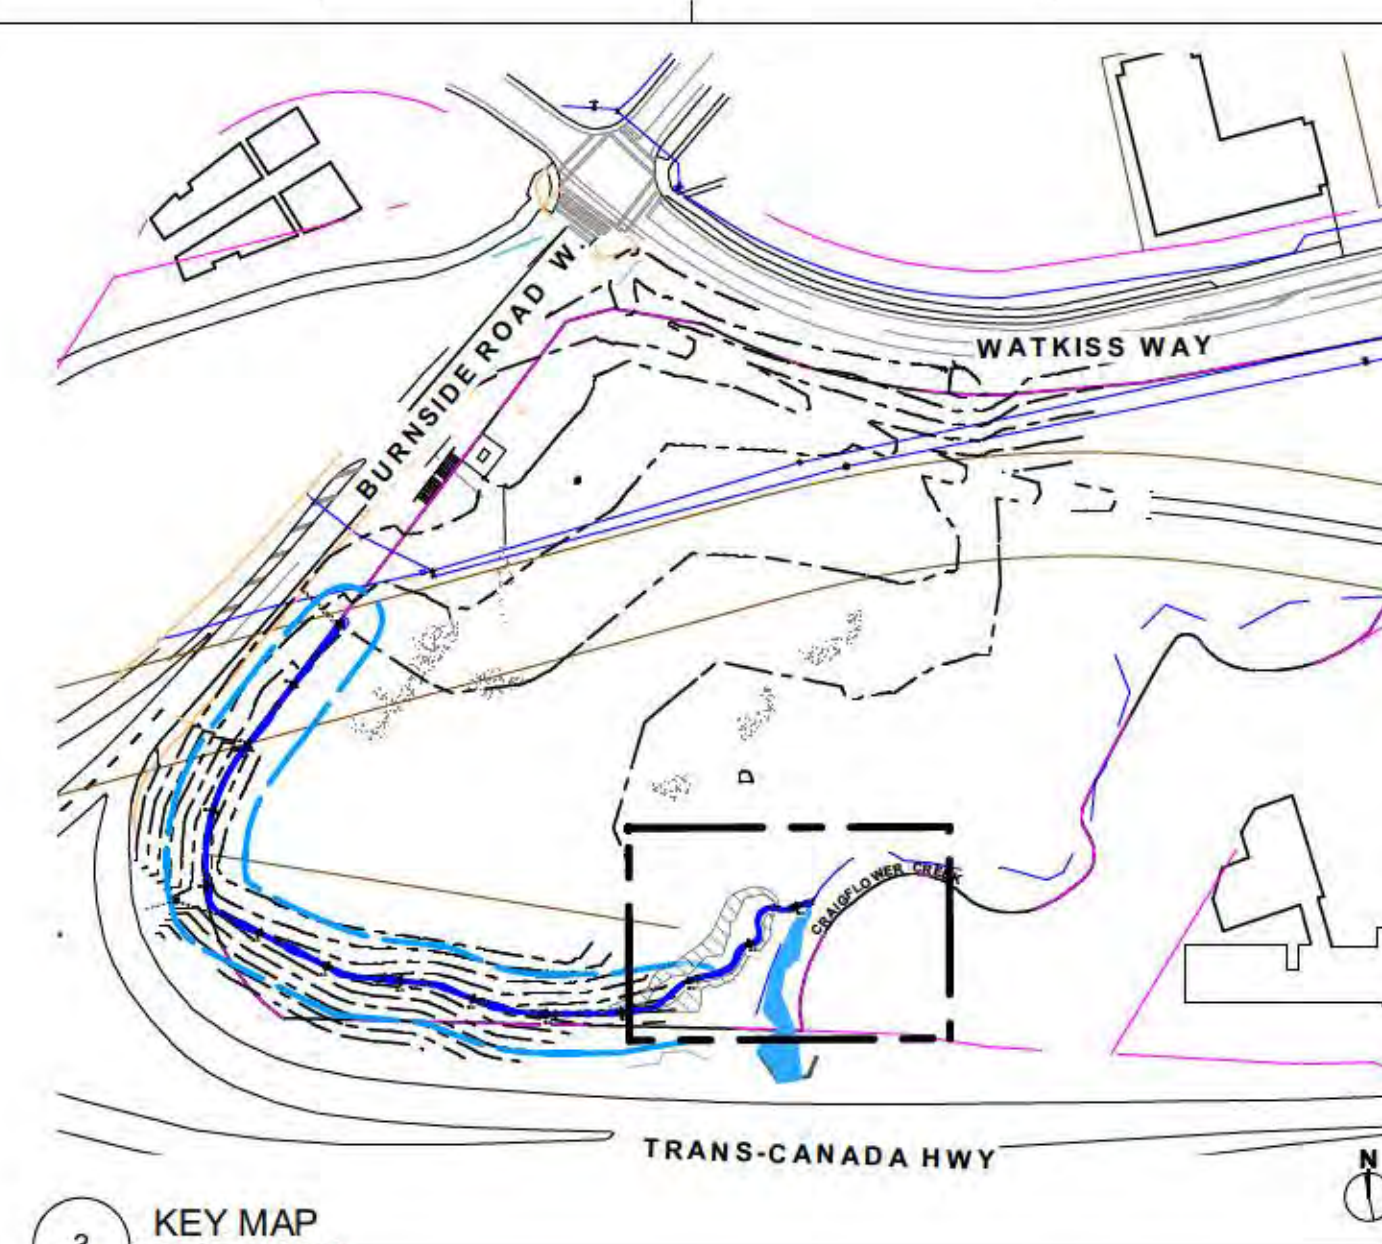 BURNSIDE ROAD W.
WATKISS WAY
D
CRAIGFLOWER CREEK
TRANS-CANADA HWY
N
KEY MAP